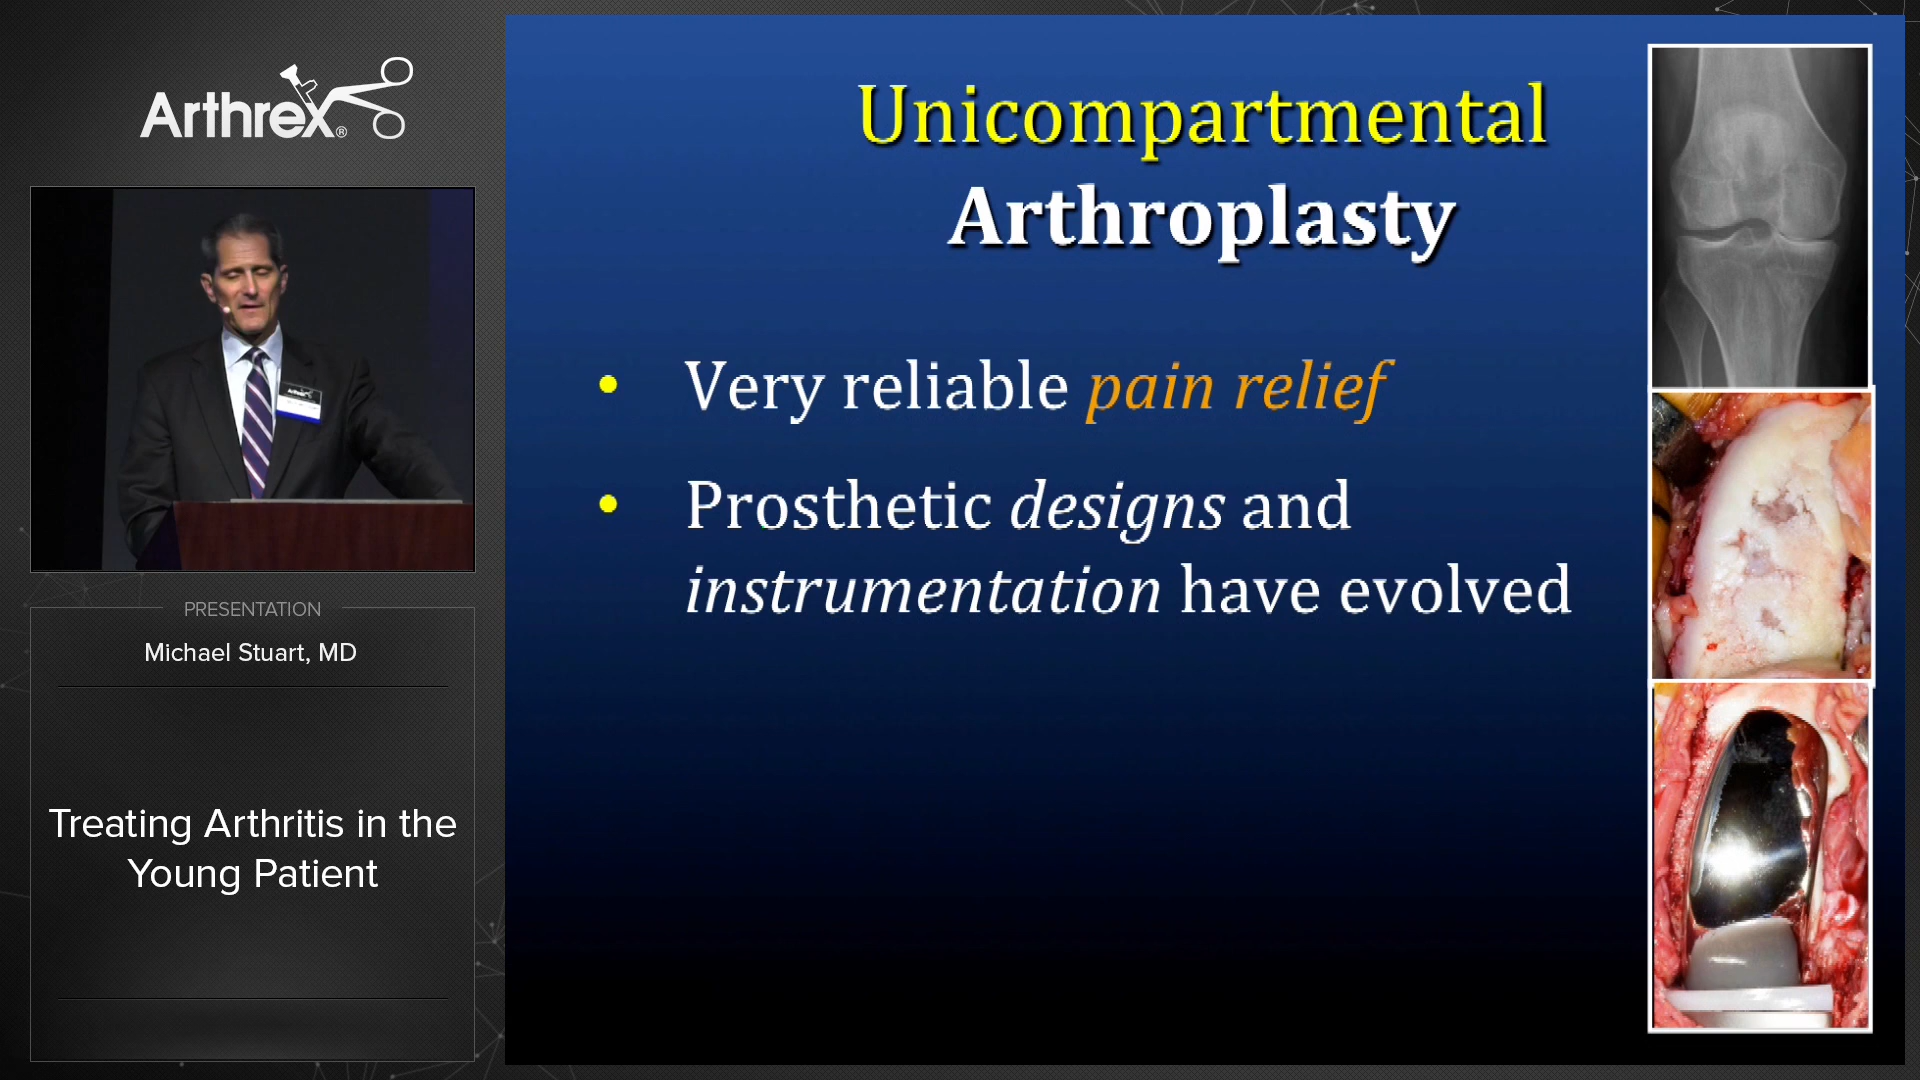 Arthrex®
PRESENTATION
Michael Stuart, MD
Treating Arthritis in the
Young Patient
Unicompartmental
Arthroplasty
• Very reliable pain relief
• Prosthetic designs and
instrumentation have evolved